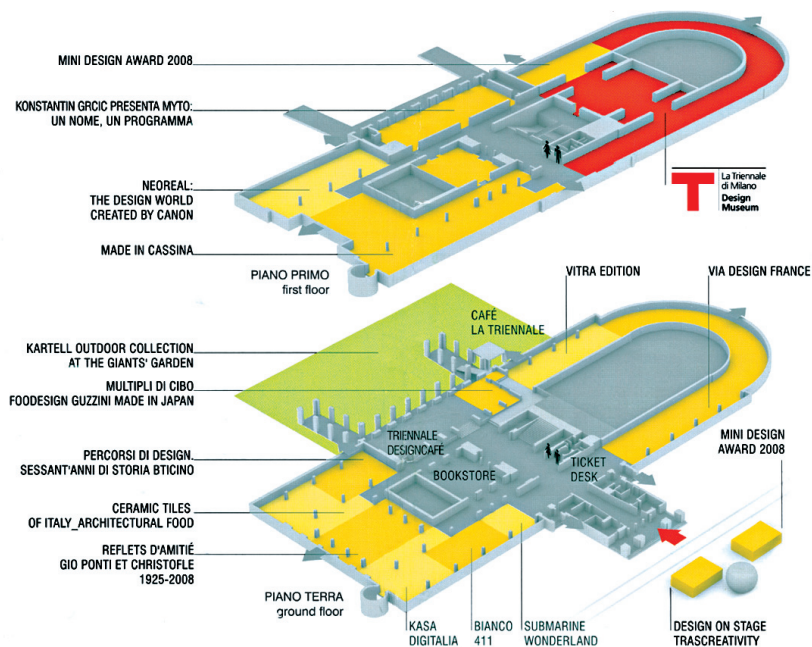 MINI DESIGN AWARD 2008
KONSTANTIN GRCIC PRESENTA MYTO:
UN NOME, UN PROGRAMMA
NEOREAL:
THE DESIGN WORLD
CREATED BY CANON
MADE IN CASSINA
PIANO PRIMO
first floor
T
La Triennale
di Milano
Design
Museum
VITRA EDITION
VIA DESIGN FRANCE
CAFÉ
LA TRIENNALE
KARTELL OUTDOOR COLLECTION
AT THE GIANTS' GARDEN
MULTIPLI DI CIBO
FOODESIGN GUZZINI MADE IN JAPAN
TRIENNALE
DESIGNCAFÉ
BOOKSTORE
TICKET
DESK
MINI DESIGN
AWARD 2008
PERCORSI DI DESIGN.
SESSANT'ANNI DI STORIA BTICINO
CERAMIC TILES
OF ITALY_ARCHITECTURAL FOOD
REFLETS D'AMITIÉ
GIO PONTI ET CHRISTOFLE
1925-2008
PIANO TERRA
ground floor
KASA
DIGITALIA
BIANCO
411
SUBMARINE
WONDERLAND
DESIGN ON STAGE
TRASCREATIVITY